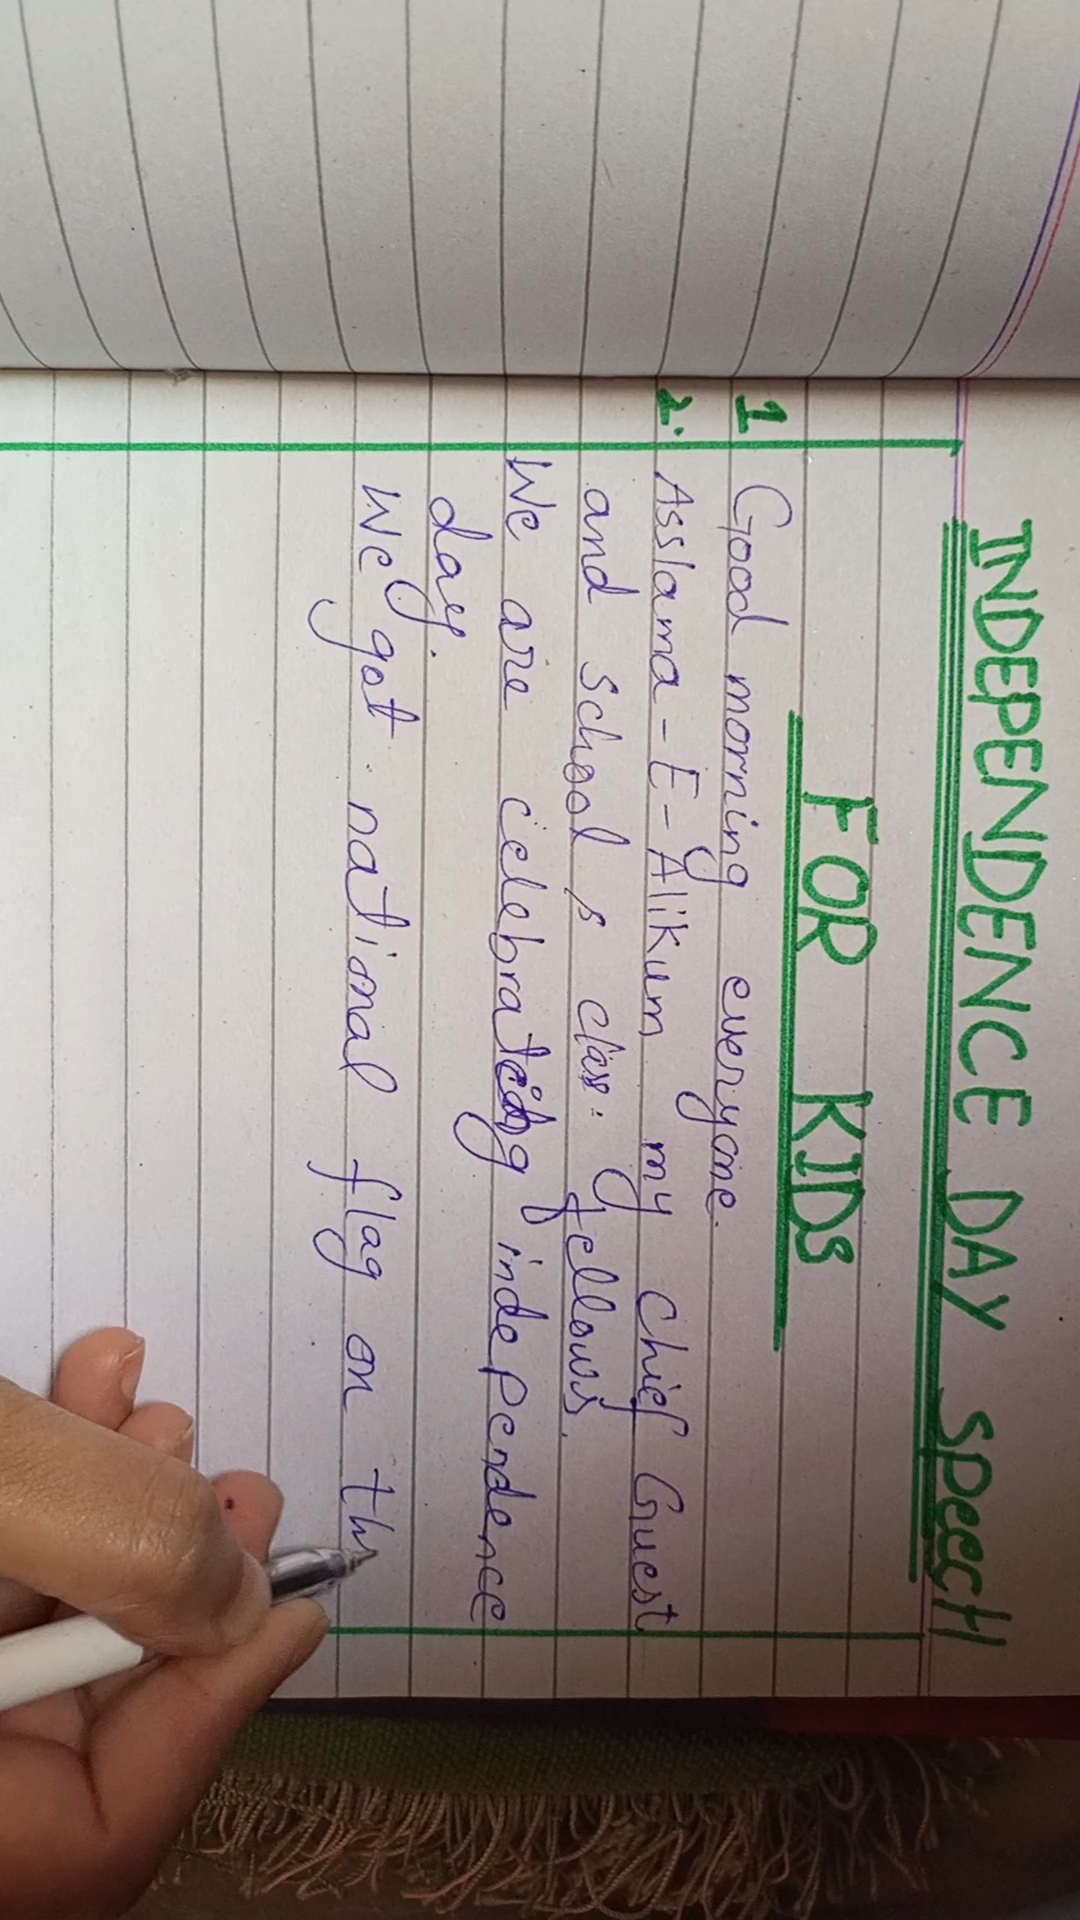 INDEPENDENCE DAY SPeeCH
FOR KIDS
1 Good morning everyone.
2. Asslama-E-Alikum my Chief Guest
and School s class. fellows.
We are celebrateing independence
day.
We got national flag on th